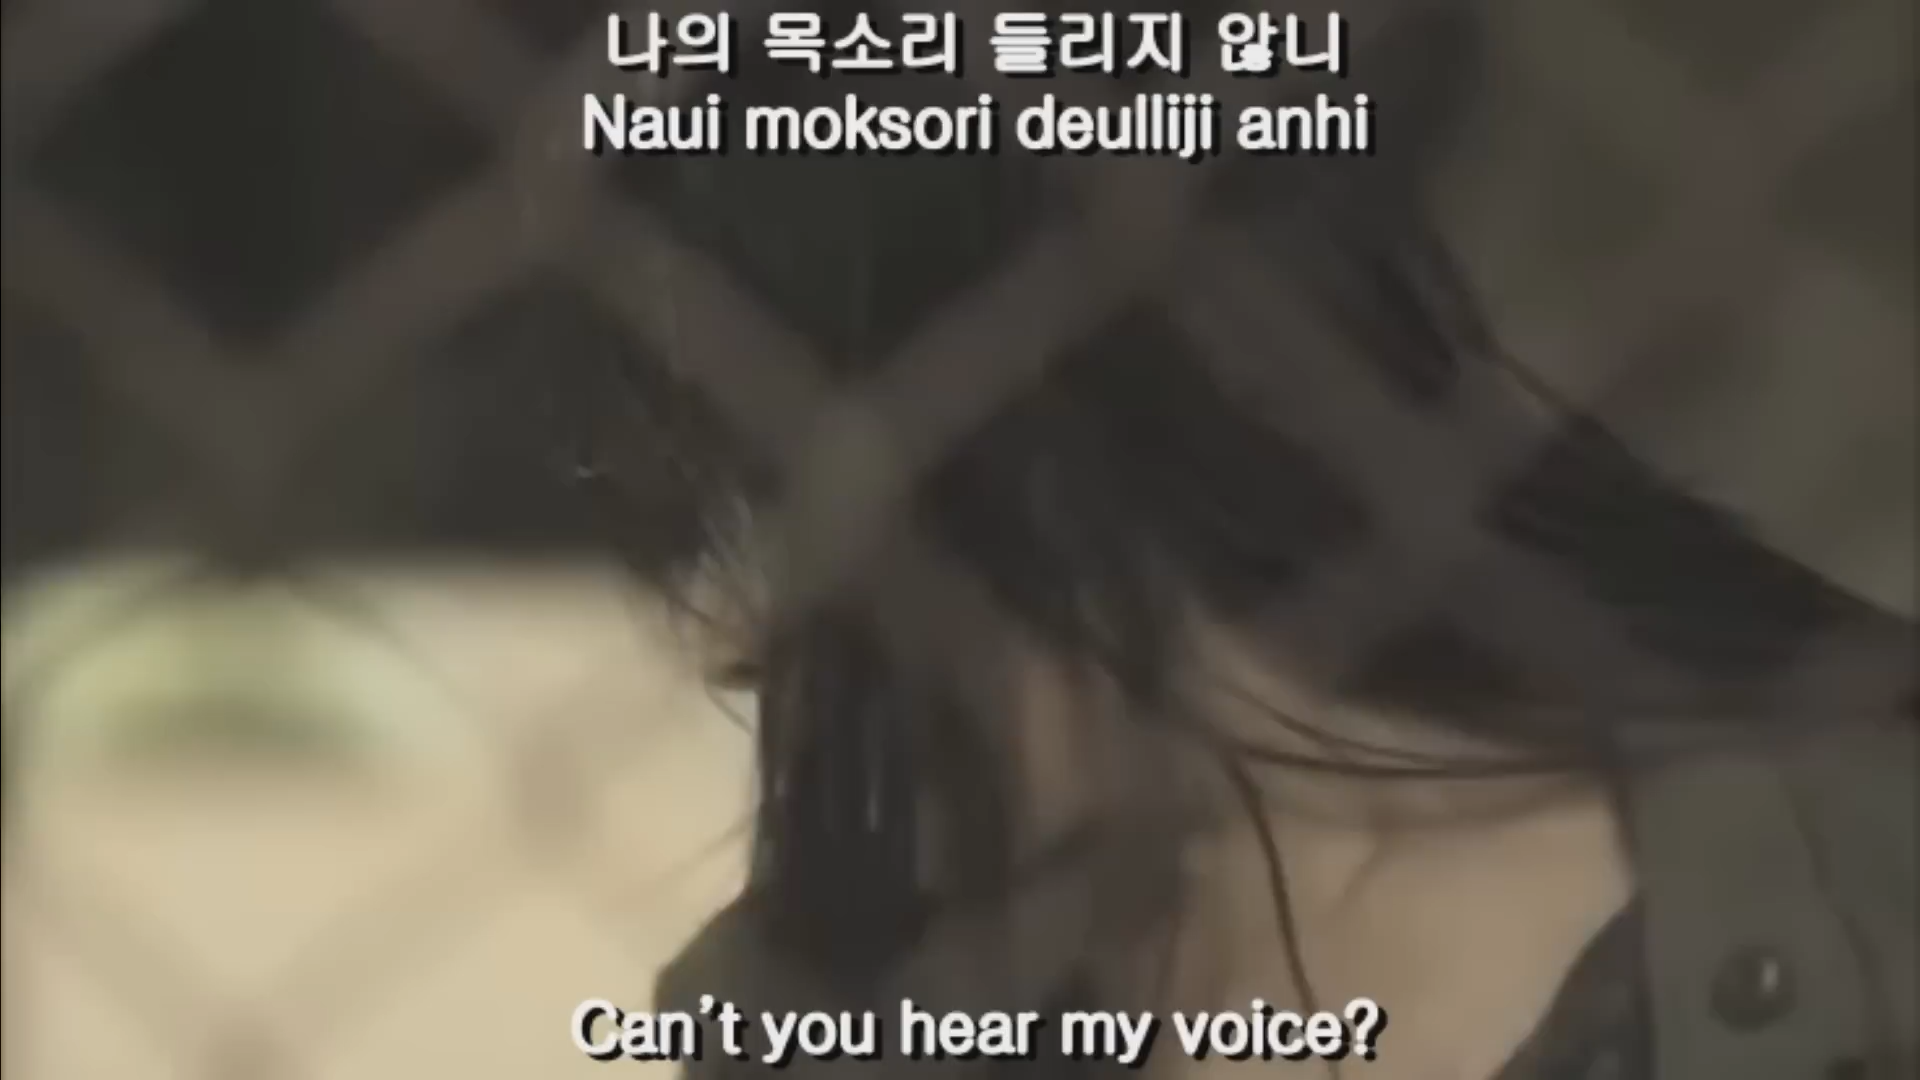 나의 목소리 들리지 않니
Naui moksori deulliji anhi
Can't you hear my voice?